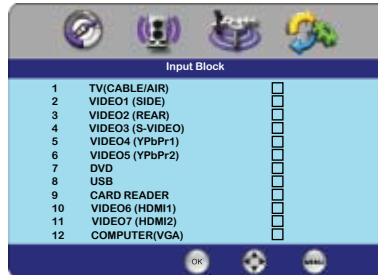 Input Block
1 TV(CABLE/AIR)
2 VIDEO1 (SIDE)
3 VIDEO2 (REAR)
4 VIDEO3 (S-VIDEO)
5 VIDEO4 (YPbPr1)
6 VIDEO5 (YPbPr2)
7 DVD
8 USB
9 CARD READER
10 VIDEO6 (HDMI1)
11 VIDEO7 (HDMI2)
12 COMPUTER(VGA)
OK MENU